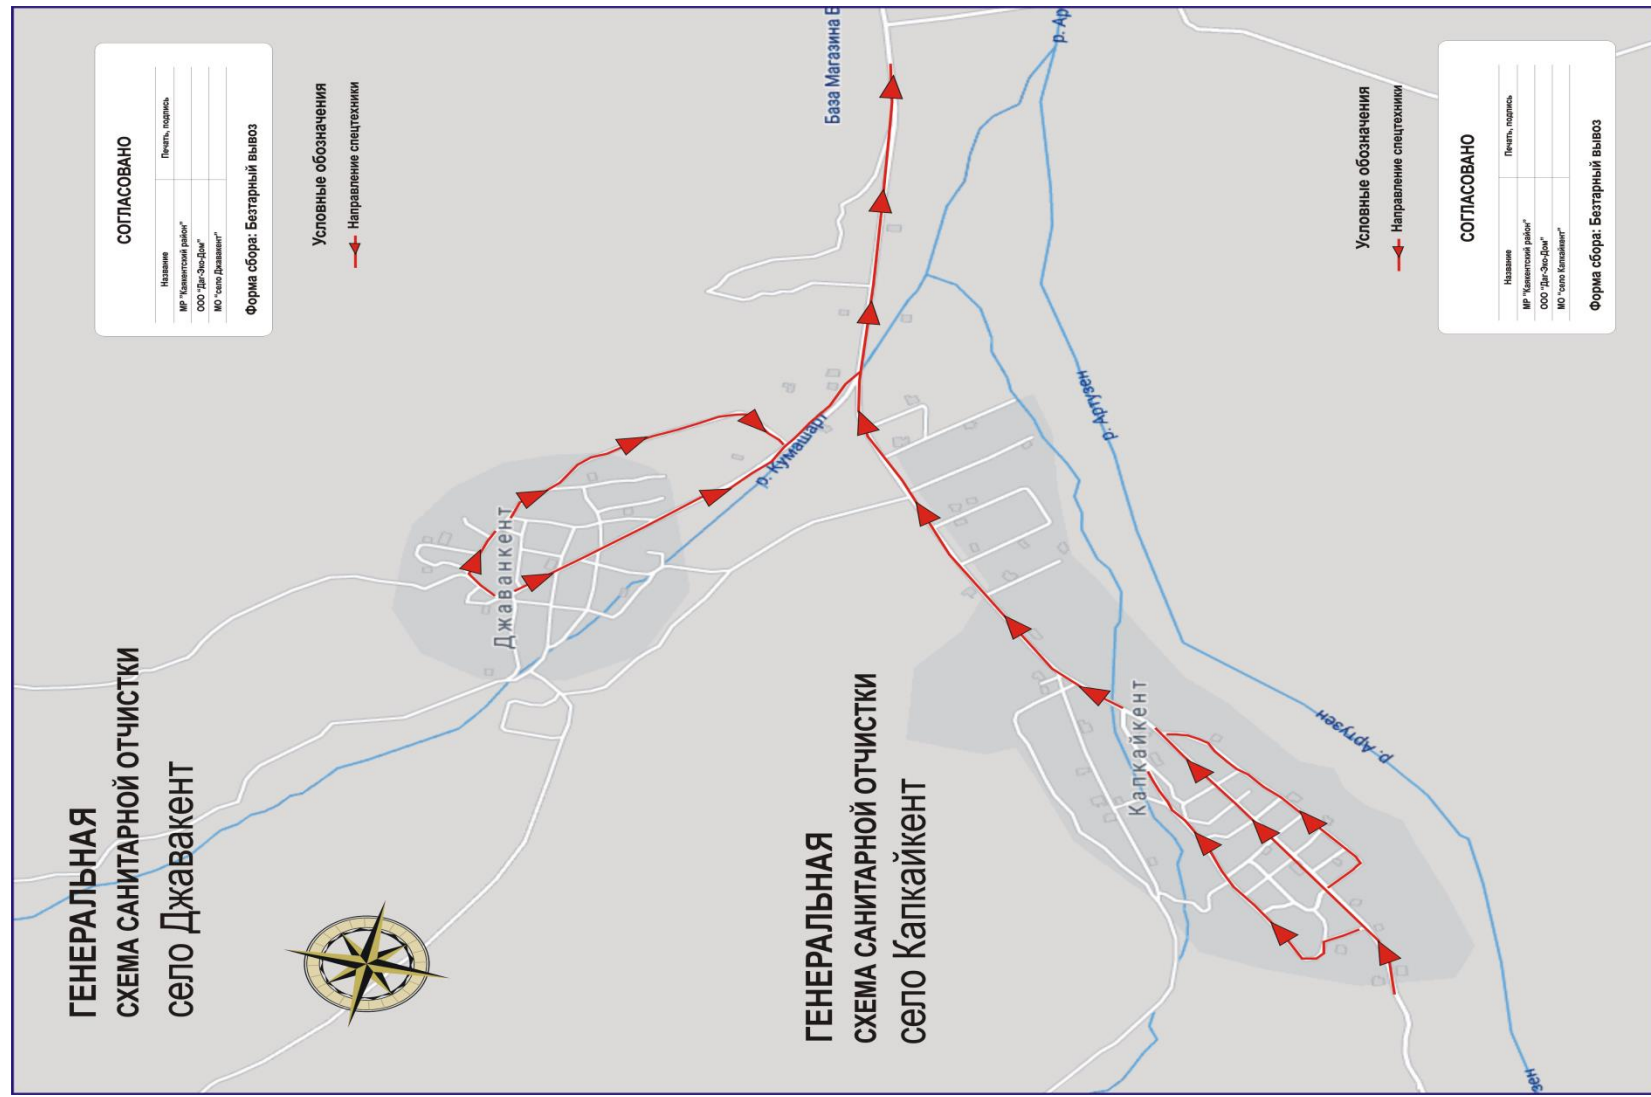 ГЕНЕРАЛЬНАЯ
СХЕМА САНИТАРНОЙ ОТЧИСТКИ
село Джавакент
СОГЛАСОВАНО
Название Печать, подпись
МР "Каякентский район"
ООО "Даг-Эко-Дом"
МО "село Джавакент"
Форма сбора: Безтарный вывоз
Условные обозначения
Направление спецтехники
Джаванкент
р. Кумашарт
База Магазина В
р. Ар
ГЕНЕРАЛЬНАЯ
СХЕМА САНИТАРНОЙ ОТЧИСТКИ
село Капкайкент
Капкайкент
р. Артузен
р. Артузен
зен
Условные обозначения
Направление спецтехники
СОГЛАСОВАНО
Название Печать, подпись
МР "Каякентский район"
ООО "Даг-Эко-Дом"
МО "село Капкайкент"
Форма сбора: Безтарный вывоз